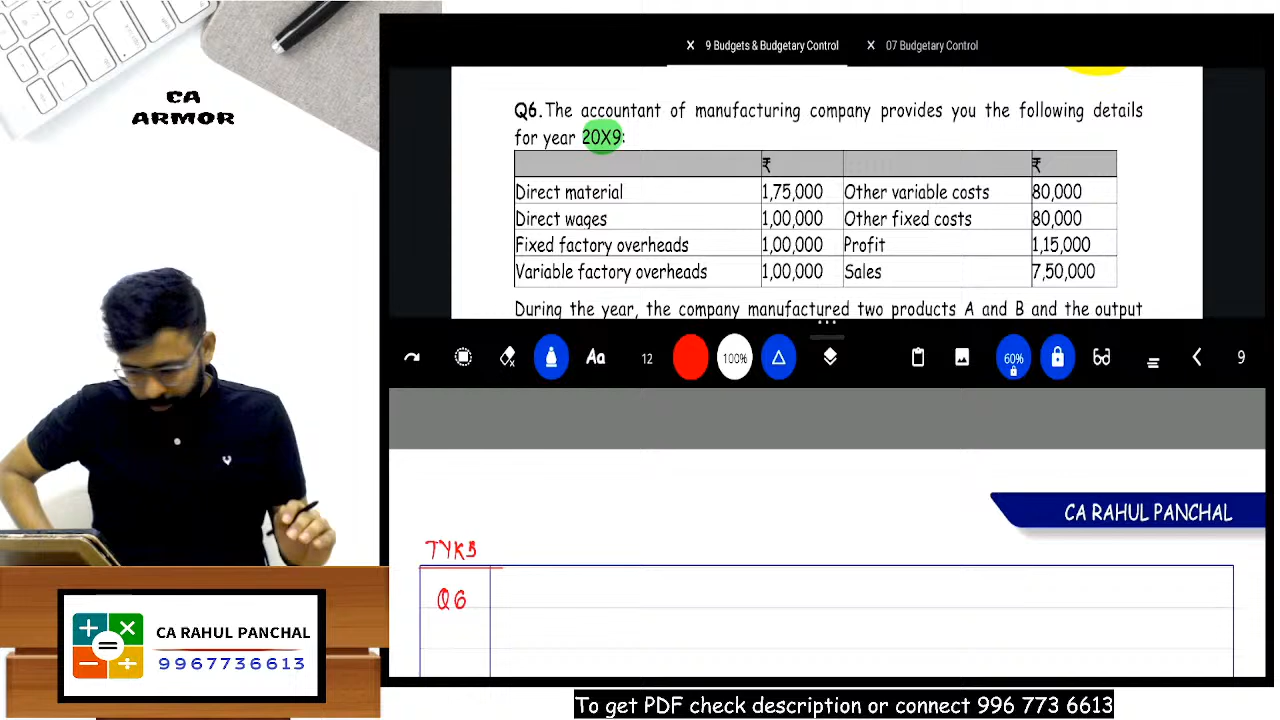 CA
ARMOR
9 Budgets & Budgetary Control
07 Budgetary Control
Q6. The accountant of manufacturing company provides you the following details
for year 20X9:
₹ ₹
Direct material 1,75,000 Other variable costs 80,000
Direct wages 1,00,000 Other fixed costs 80,000
Fixed factory overheads 1,00,000 Profit 1,15,000
Variable factory overheads 1,00,000 Sales 7,50,000
During the year, the company manufactured two products A and B and the output
Aa 12 100% 60% 9
CA RAHUL PANCHAL
TYKB
Q6
CA RAHUL PANCHAL
9967736613
To get PDF check description or connect 996 773 6613